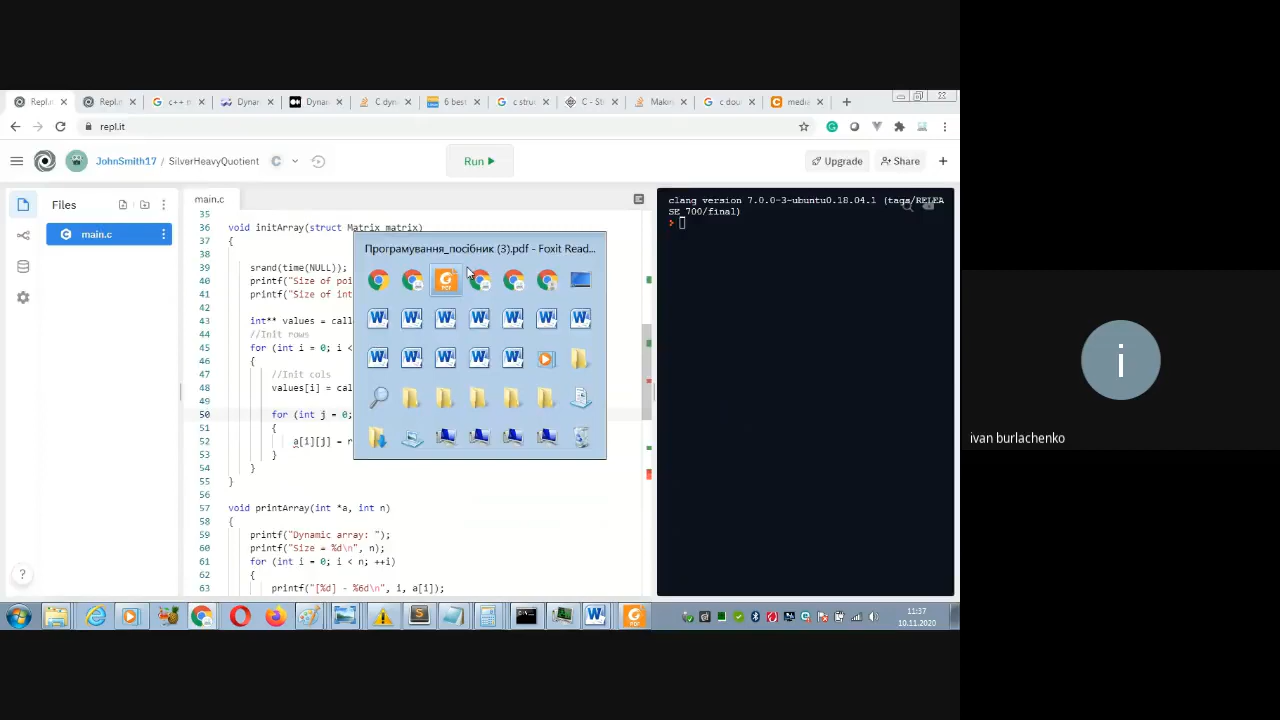 Repl.
Repl.n
c++ m
Dynar
Dynar
C dyn
6 best
c struc
C - St
Makin
c dou
media
repl.it
JohnSmith17 / SilverHeavyQuotient
Run
Upgrade
Share
Files
main.c
main.c
35
36 void initArray(struct Matrix matrix)
37 {
38
39 srand(time(NULL));
40 printf("Size of poi
41 printf("Size of int
42
43 int** values = call
44 //Init rows
45 for (int i = 0; i <
46 {
47 //Init cols
48 values[i] = cal
49
50 for (int j = 0;
51 {
52 a[i][j] = r
53 }
54 }
55 }
56
57 void printArray(int *a, int n)
58 {
59 printf("Dynamic array: ");
60 printf("Size = %d\n", n);
61 for (int i = 0; i < n; ++i)
62 {
63 printf("[%d] - %6d\n", i, a[i]);
Програмування_посібник (3).pdf - Foxit Read...
clang version 7.0.0-3~ubuntu0.18.04.1 (tags/RELEA
SE_700/final)
i
ivan burlachenko
11:37
10.11.2020